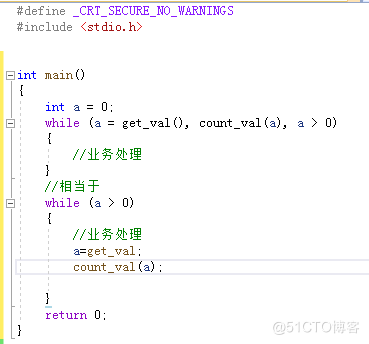 #define _CRT_SECURE_NO_WARNINGS
#include <stdio.h>
int main()
{
int a = 0;
while (a = get_val(), count_val(a), a > 0)
{
//业务处理
}
//相当于
while (a > 0)
{
//业务处理
a=get_val;
count_val(a);
}
return 0;
}
@51CTO博客